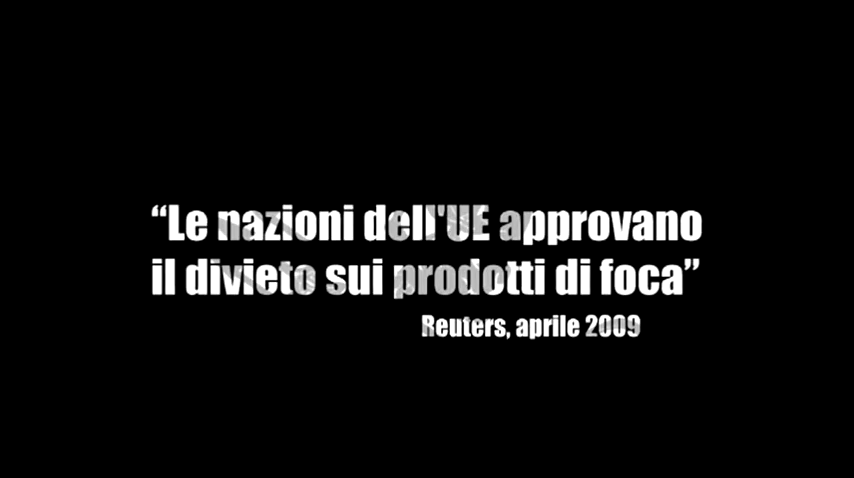 “Le nazioni dell'UE approvano
il divieto sui prodotti di foca”
Reuters, aprile 2009